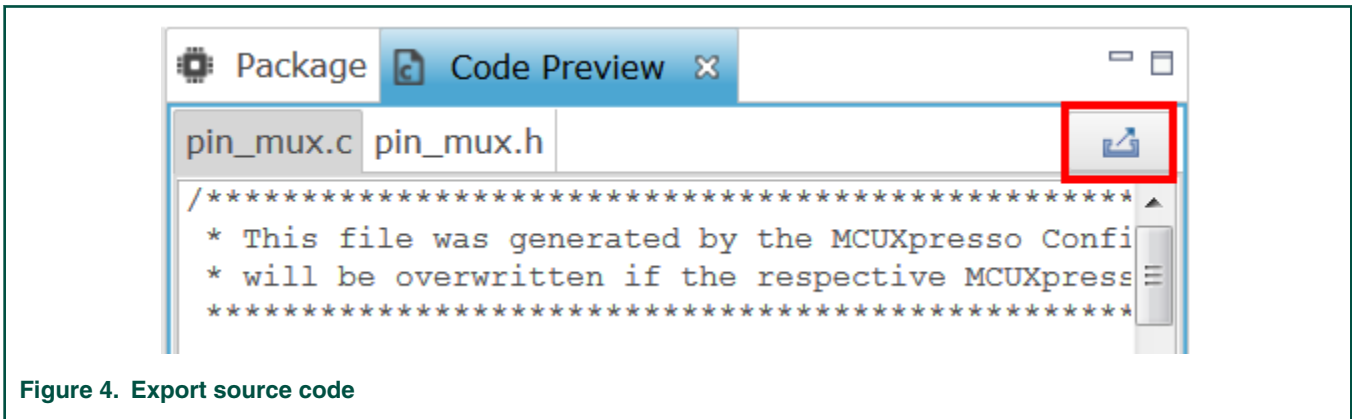 Package Code Preview
pin_mux.c pin_mux.h
/**************************************************
 * This file was generated by the MCUXpresso Confi
 * will be overwritten if the respective MCUXpress
 **************************************************
Figure 4. Export source code